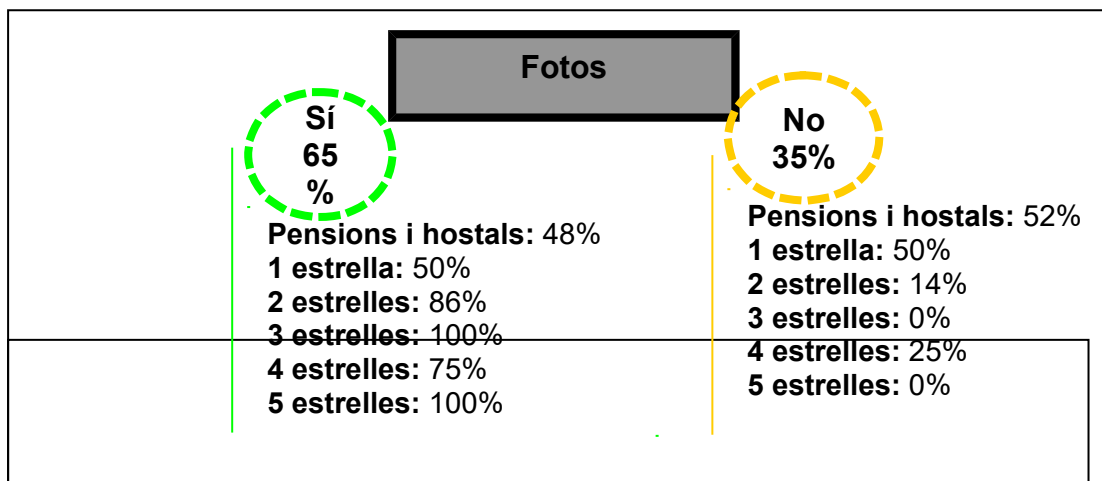 Fotos
Sí
65
%
Pensions i hostals: 48%
1 estrella: 50%
2 estrelles: 86%
3 estrelles: 100%
4 estrelles: 75%
5 estrelles: 100%
No
35%
Pensions i hostals: 52%
1 estrella: 50%
2 estrelles: 14%
3 estrelles: 0%
4 estrelles: 25%
5 estrelles: 0%